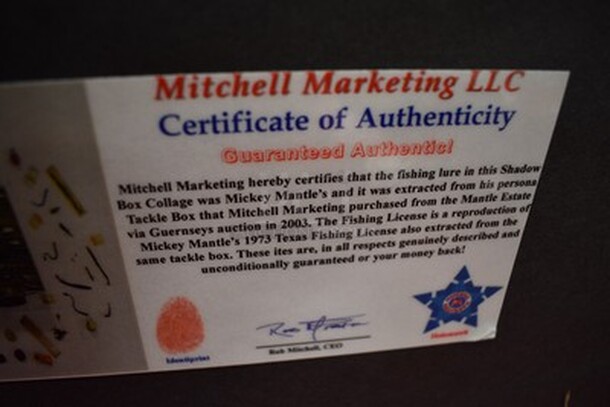 Mitchell Marketing LLC
Certificate of Authenticity
Guaranteed Authentic!
Mitchell Marketing hereby certifies that the fishing lure in this Shadow
Box Collage was Mickey Mantle's and it was extracted from his persona
Tackle Box that Mitchell Marketing purchased from the Mantle Estate
via Guernseys auction in 2003. The Fishing License is a reproduction of
Mickey Mantle's 1973 Texas Fishing License also extracted from the
same tackle box. These ites are, in all respects genuinely described and
unconditionally guaranteed or your money back!
Identiprint
Rob Mitchell, CEO